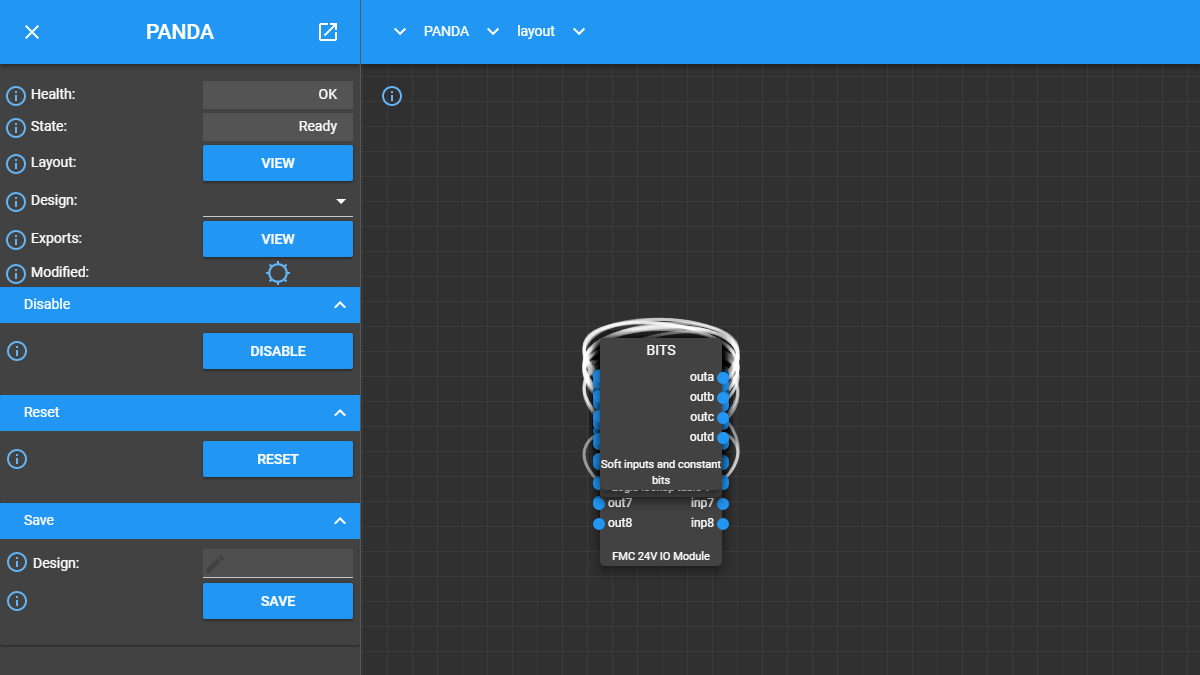 PANDA
PANDA
layout
Health:
OK
State:
Ready
Layout:
VIEW
Design:
Exports:
VIEW
Modified:
Disable
DISABLE
Reset
RESET
Save
Design:
SAVE
BITS
outa
outb
outc
outd
Soft inputs and constant
bits
out7
inp7
out8
inp8
FMC 24V IO Module